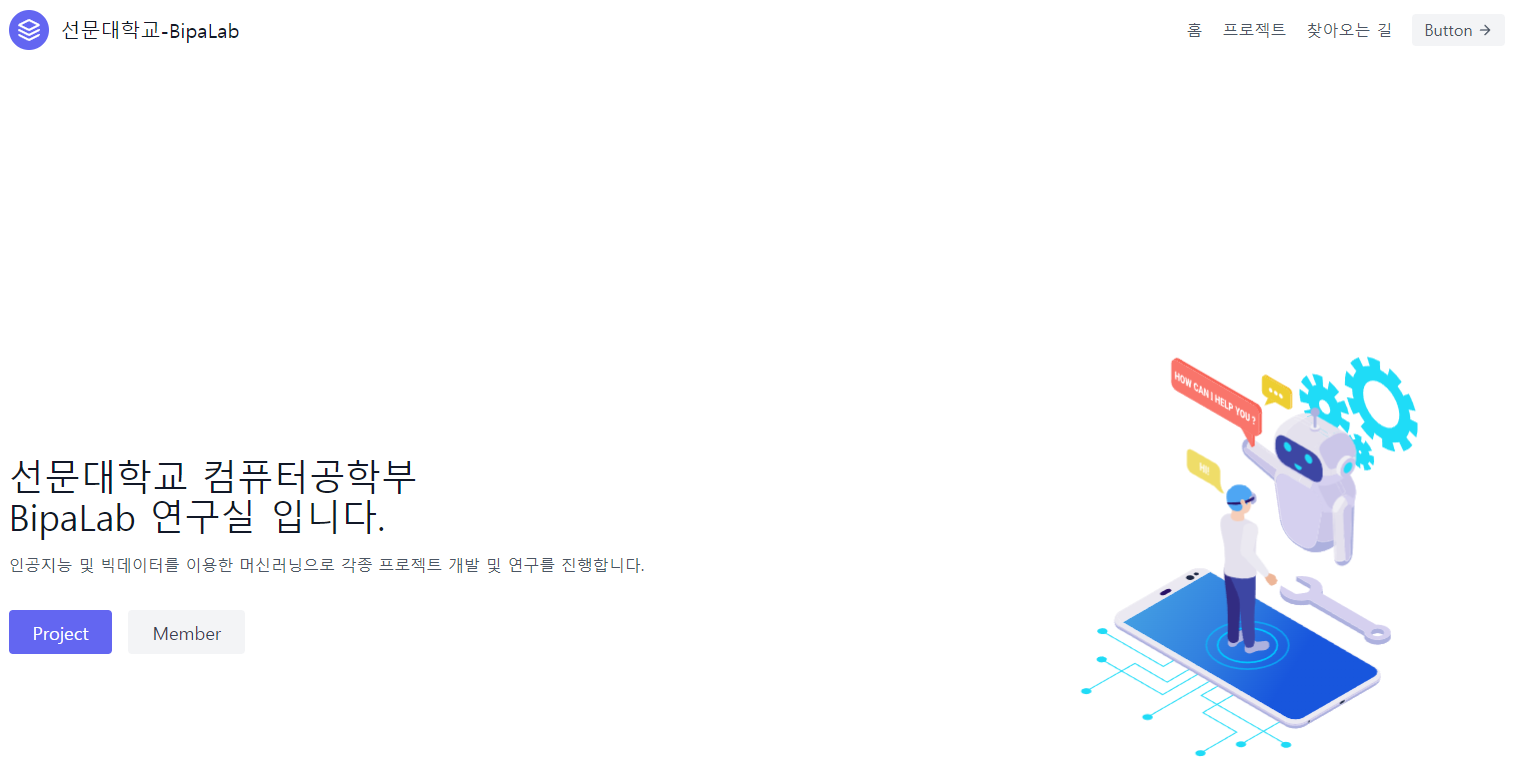 선문대학교-BipaLab
홈 프로젝트 찾아오는 길 Button →
HOW CAN I HELP YOU ?
Hi!
선문대학교 컴퓨터공학부
BipaLab 연구실 입니다.
인공지능 및 빅데이터를 이용한 머신러닝으로 각종 프로젝트 개발 및 연구를 진행합니다.
Project Member